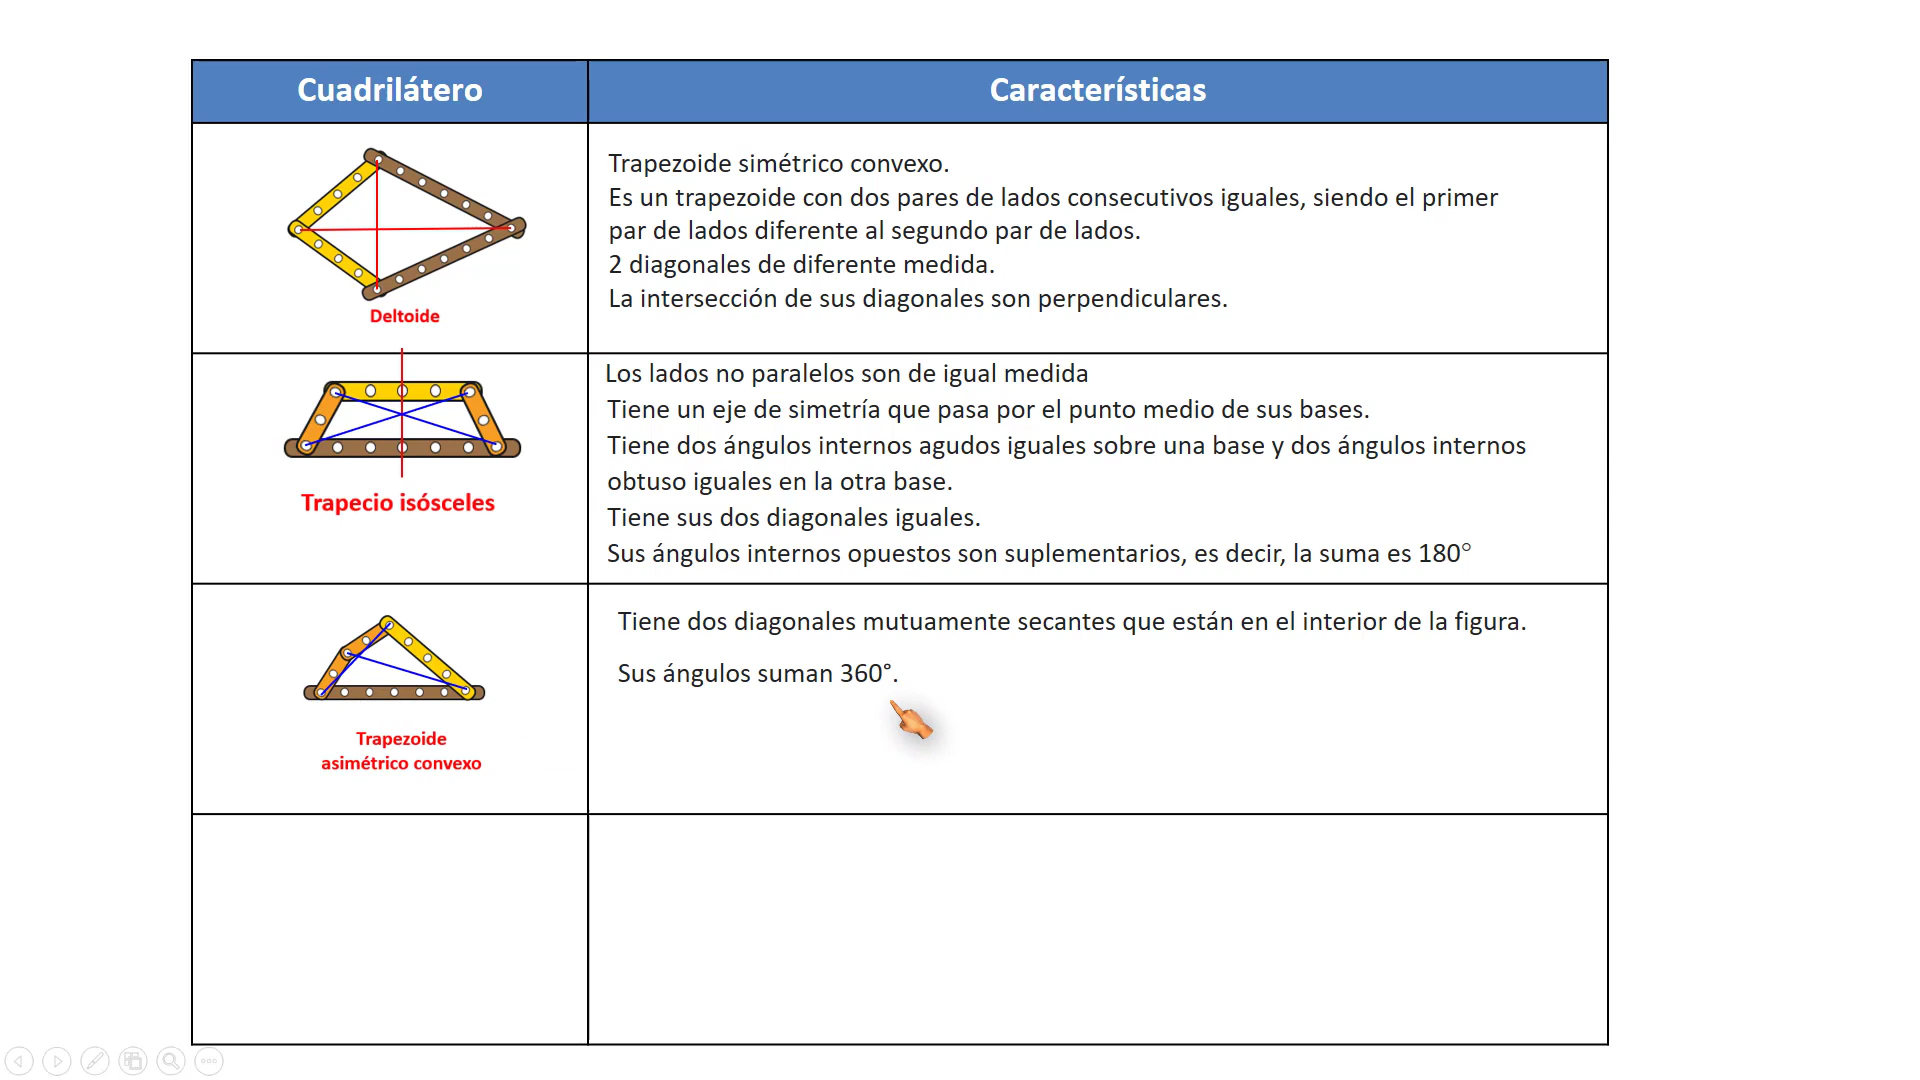 Cuadrilátero
Características
Deltoide
Trapezoide simétrico convexo.
Es un trapezoide con dos pares de lados consecutivos iguales, siendo el primer
par de lados diferente al segundo par de lados.
2 diagonales de diferente medida.
La intersección de sus diagonales son perpendiculares.
Trapecio isósceles
Los lados no paralelos son de igual medida
Tiene un eje de simetría que pasa por el punto medio de sus bases.
Tiene dos ángulos internos agudos iguales sobre una base y dos ángulos internos
obtuso iguales en la otra base.
Tiene sus dos diagonales iguales.
Sus ángulos internos opuestos son suplementarios, es decir, la suma es 180°
Trapezoide
asimétrico convexo
Tiene dos diagonales mutuamente secantes que están en el interior de la figura.
Sus ángulos suman 360°.